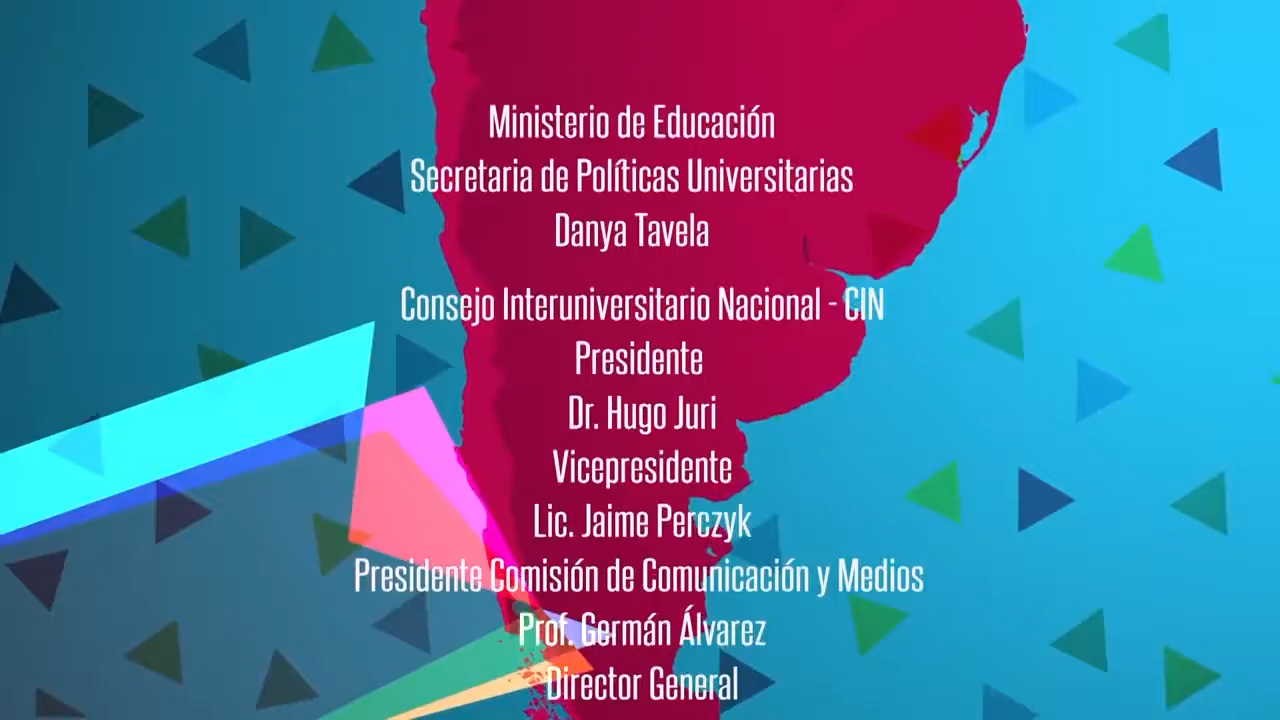 Ministerio de Educación
Secretaria de Políticas Universitarias
Danya Tavela
Consejo Interuniversitario Nacional - CIN
Presidente
Dr. Hugo Juri
Vicepresidente
Lic. Jaime Perczyk
Presidente Comisión de Comunicación y Medios
Prof. Germán Álvarez
Director General